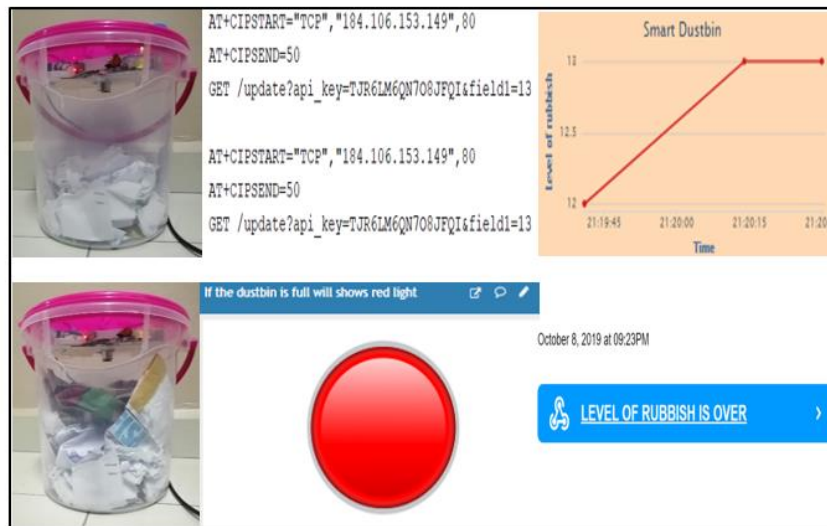 AT+CIPSTART="TCP","184.106.153.149",80
AT+CIPSEND=50
GET /update?api_key=TJR6LM6QN7O8JFQI&field1=13
AT+CIPSTART="TCP","184.106.153.149",80
AT+CIPSEND=50
GET /update?api_key=TJR6LM6QN7O8JFQI&field1=13
Smart Dustbin
Level of rubbish
13
12.5
12
21:19:45 21:20:00 21:20:15 21:20
Time
If the dustbin is full will shows red light
October 8, 2019 at 09:23PM
LEVEL OF RUBBISH IS OVER